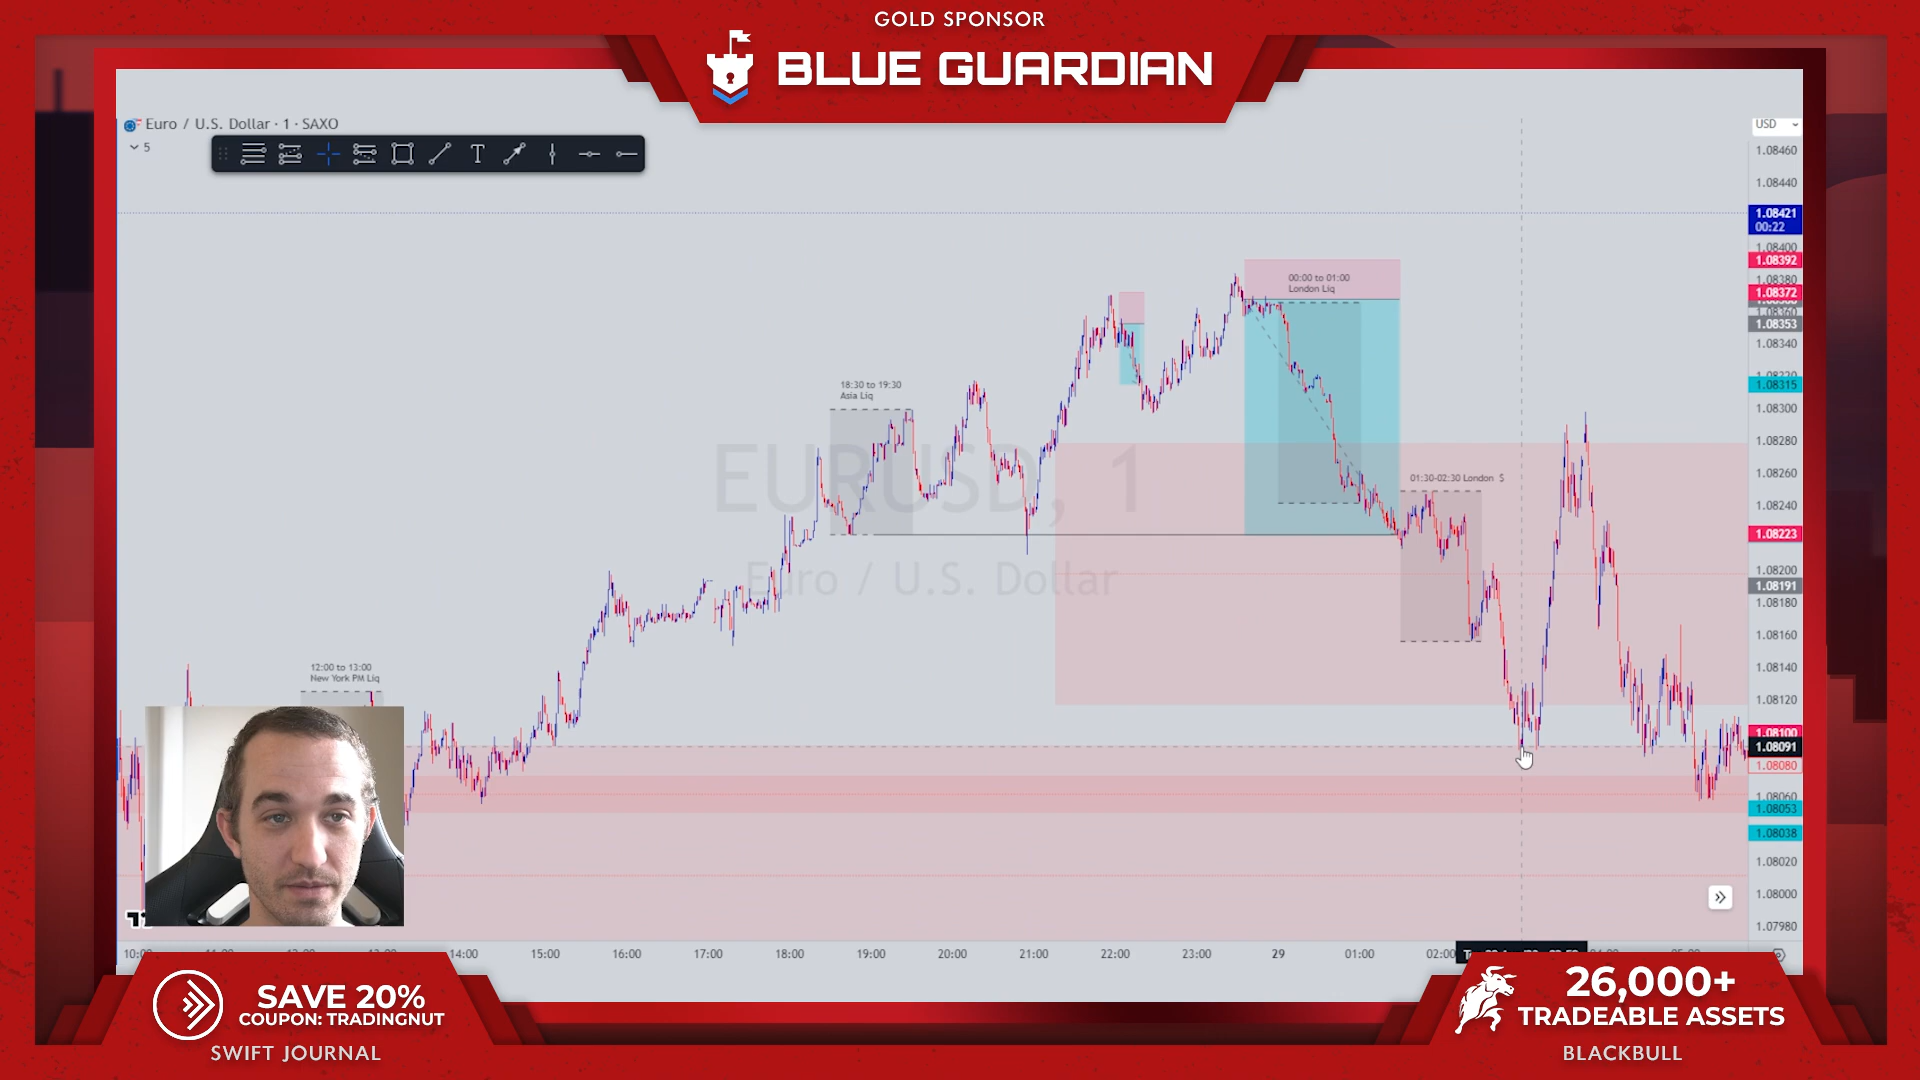 GOLD SPONSOR
BLUE GUARDIAN
Euro / U.S. Dollar · 1 · SAXO
5
USD
1.08460
1.08440
1.08421
00:22
1.08400
1.08392
1.08380
1.08372
1.08360
1.08353
1.08340
1.08320
1.08315
1.08300
1.08280
1.08260
1.08240
1.08223
1.08200
1.08191
1.08180
1.08160
1.08140
1.08120
1.08100
1.08091
1.08080
1.08060
1.08053
1.08038
1.08020
1.08000
1.07980
00:00 to 01:00
London Liq
18:30 to 19:30
Asia Liq
01:30-02:30 London $
12:00 to 13:00
New York PM Liq
EURUSD, 1
Euro / U.S. Dollar
14:00 15:00 16:00 17:00 18:00 19:00 20:00 21:00 22:00 23:00 29 01:00 02:00
SAVE 20%
COUPON: TRADINGNUT
SWIFT JOURNAL
26,000+
TRADEABLE ASSETS
BLACKBULL